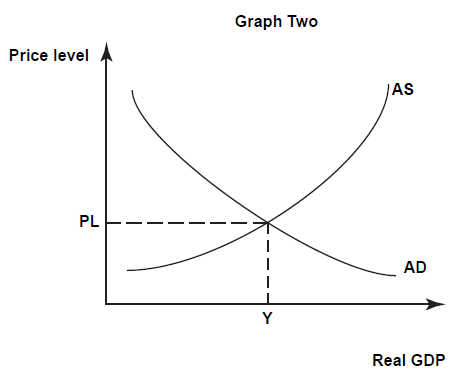 Graph Two
Price level
AS
PL
AD
Y
Real GDP